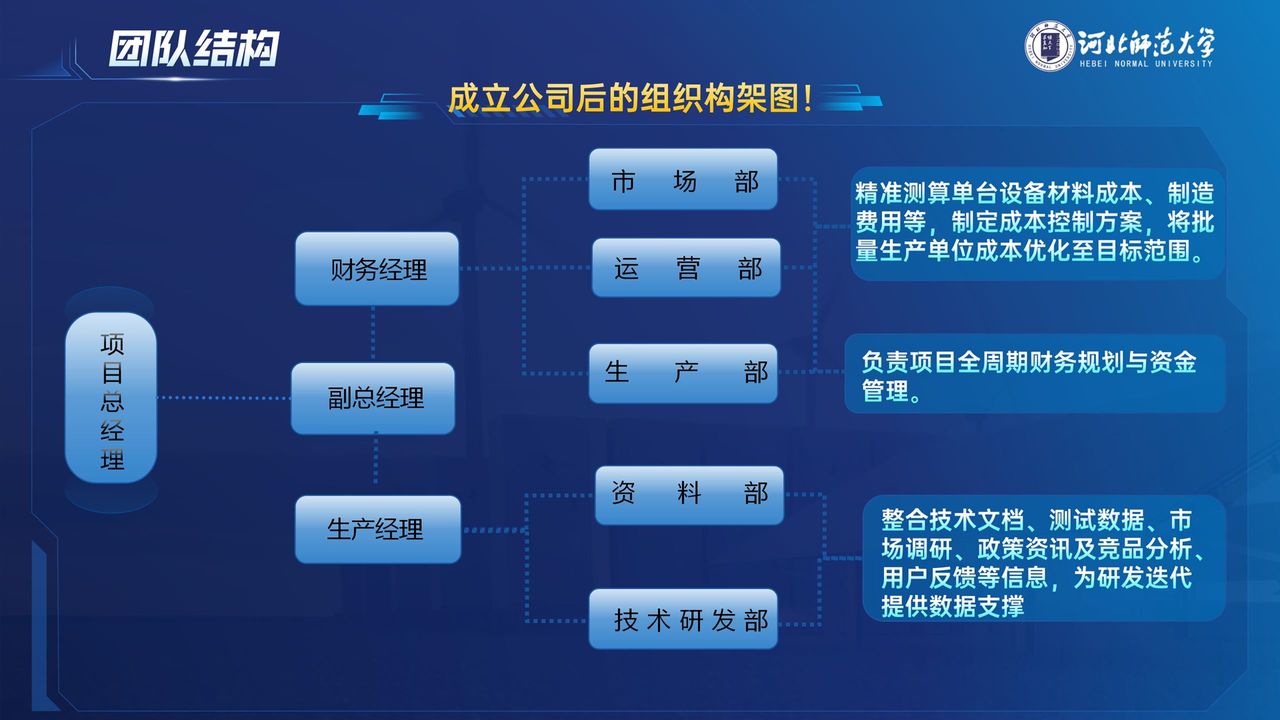 团队结构
河北师范大学
HEBEI NORMAL UNIVERSITY
成立公司后的组织构架图！
项目总经理
财务经理
副总经理
生产经理
市场部
运营部
生产部
资料部
技术研发部
精准测算单台设备材料成本、制造
费用等，制定成本控制方案，将批
量生产单位成本优化至目标范围。
负责项目全周期财务规划与资金
管理。
整合技术文档、测试数据、市
场调研、政策资讯及竞品分析、
用户反馈等信息，为研发迭代
提供数据支撑